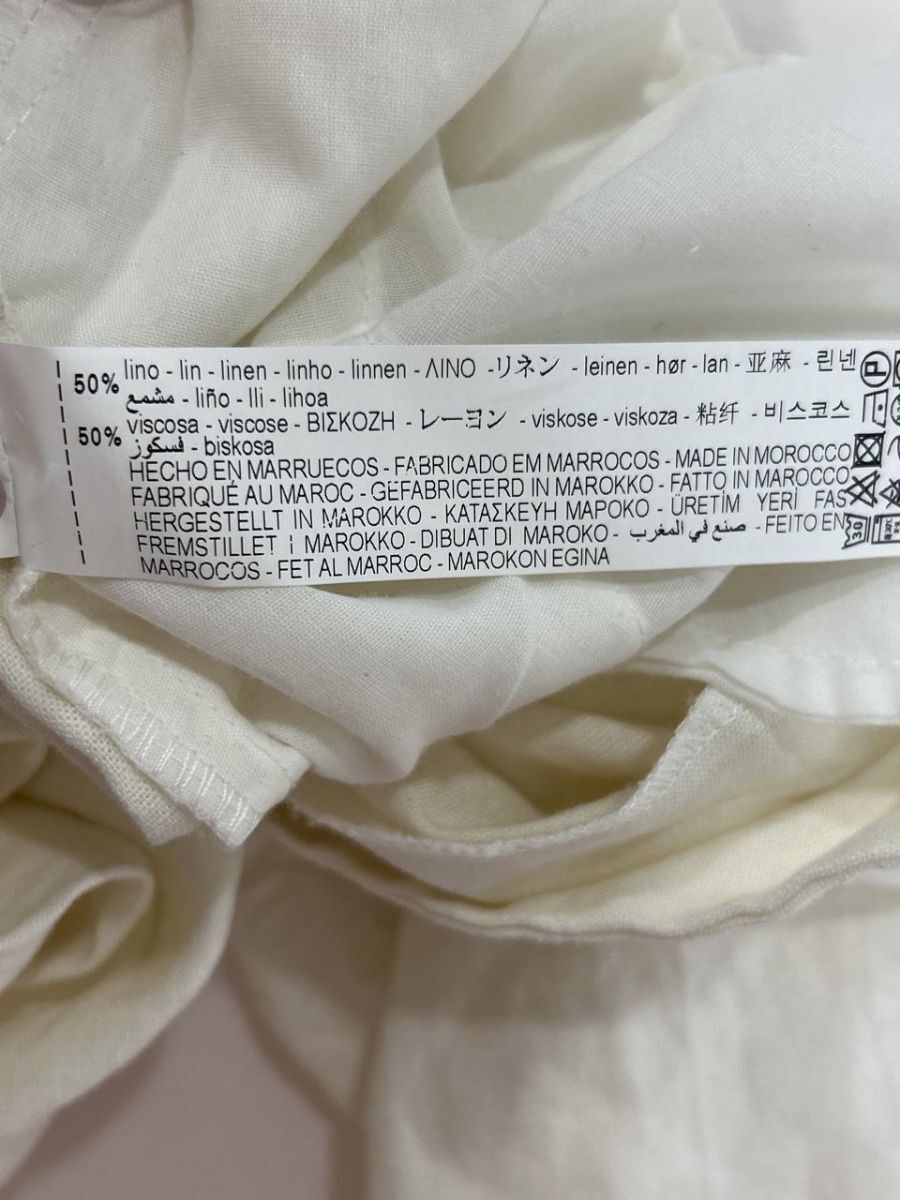 50% lino - lin - linen - linho - linnen - ΛΙΝΟ -リネン - leinen - hør - lan - 亚麻 - 린넨
مشمع - liño - lli - lihoa
50% viscosa - viscose - ΒΙΣΚΟΖΗ - レーヨン - viskose - viskoza - 粘纤 - 비스코스
فسكوز - biskosa
HECHO EN MARRUECOS - FABRICADO EM MARROCOS - MADE IN MOROCCO
FABRIQUÉ AU MAROC - GEFABRICEERD IN MAROKKO - FATTO IN MAROCCO
HERGESTELLT IN MAROKKO - ΚΑΤΑΣΚΕΥΗ ΜΑΡΟΚΟ - ÜRETİM YERİ FAS
FREMSTILLET I MAROKKO - DIBUAT DI MAROKO - صنع في المغرب - FEITO EN
MARROCOS - FET AL MARROC - MAROKON EGINA
P
30